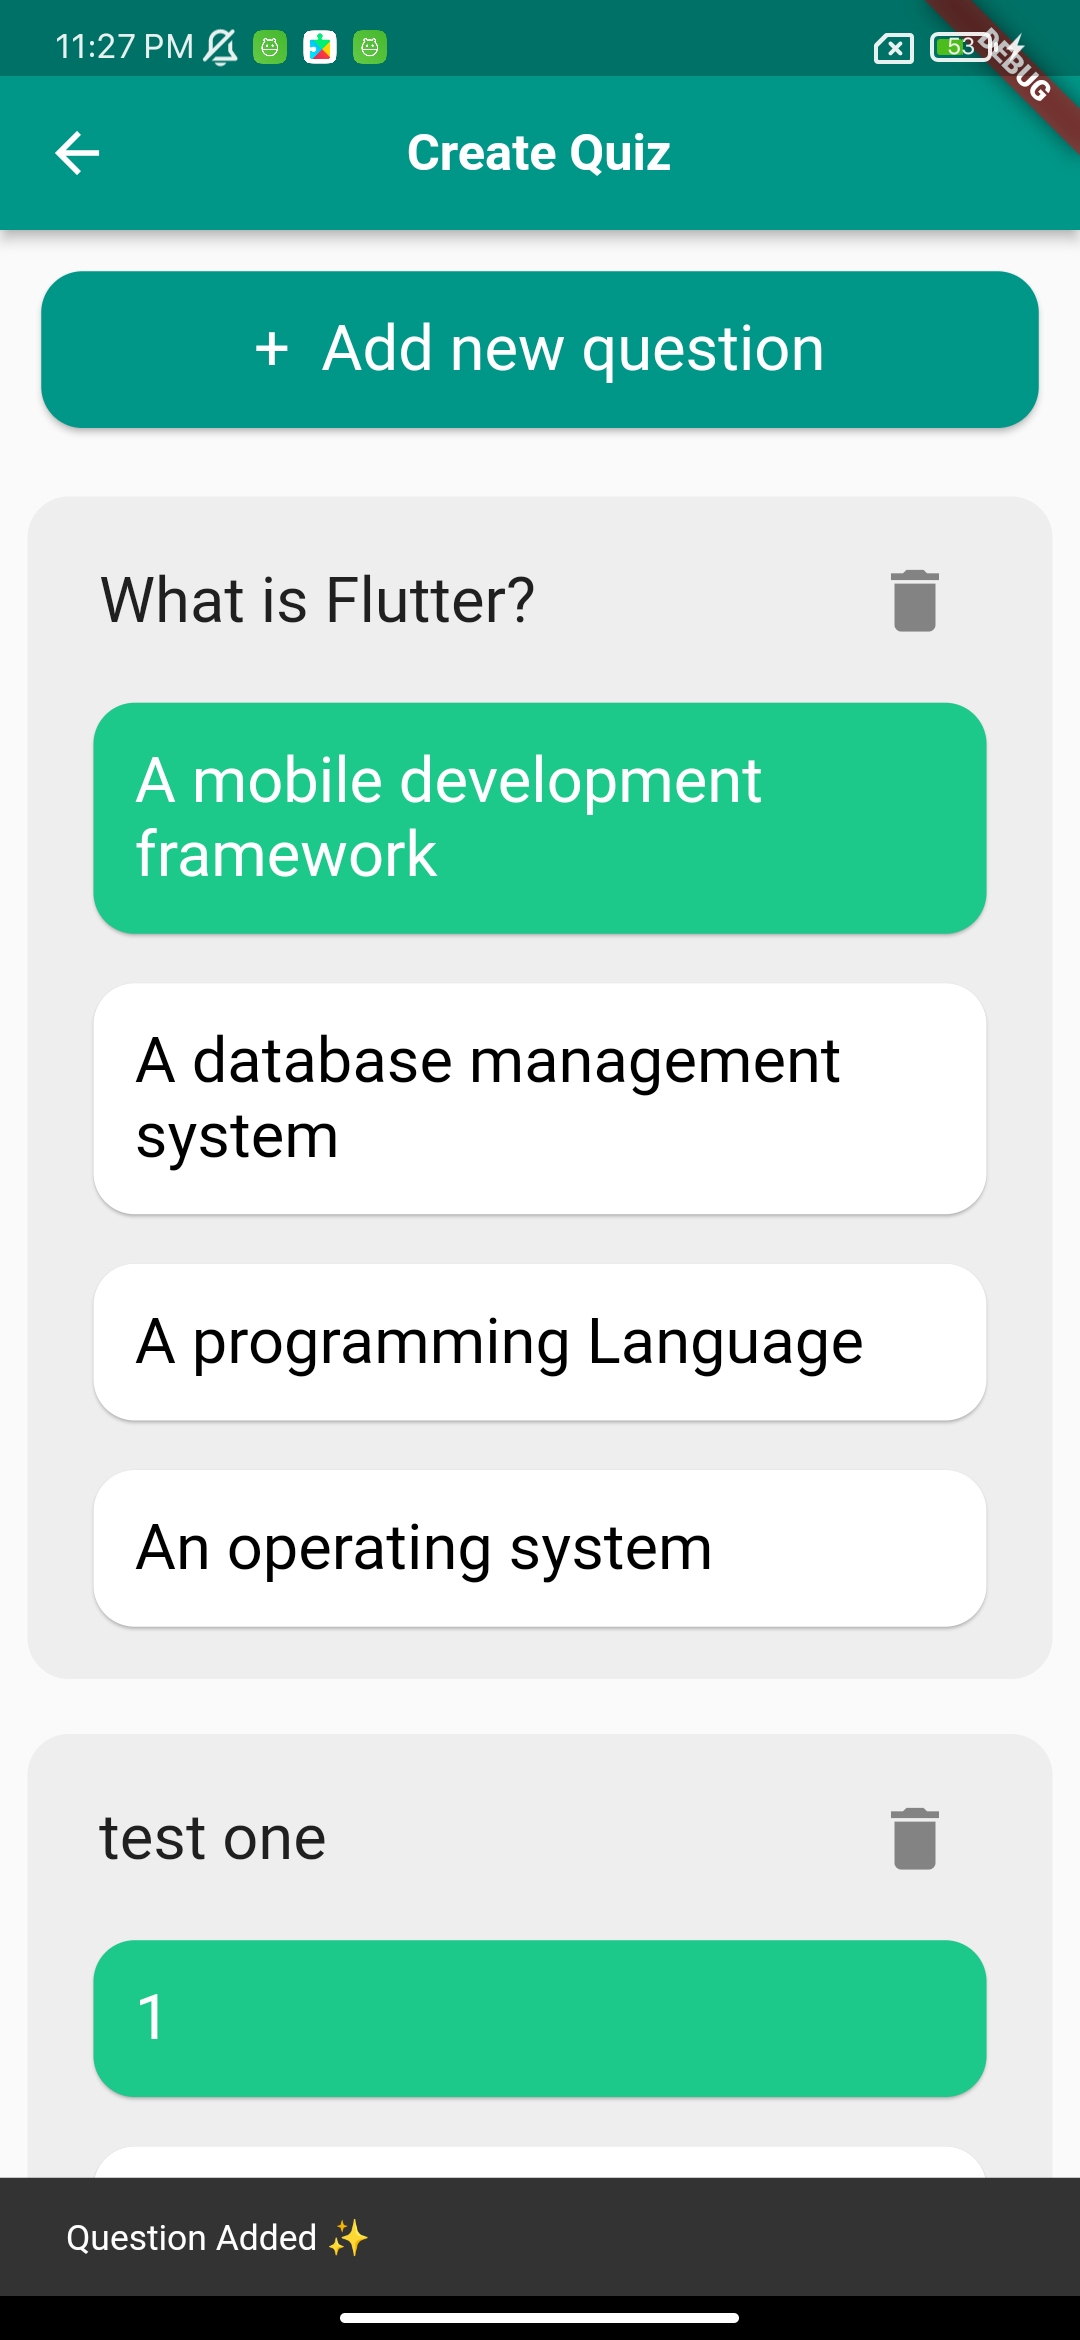 11:27 PM
53
DEBUG
Create Quiz
+ Add new question
What is Flutter?
A mobile development
framework
A database management
system
A programming Language
An operating system
test one
1
Question Added ✨